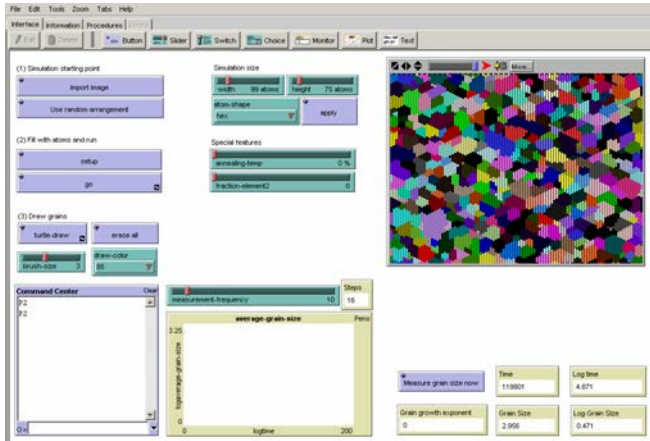 File Edit Tools Zoom Tabs Help
Interface Information Procedures Errors
Edit Delete Button Slider Switch Choice Monitor Plot Text
(1) Simulation starting point
Import image
Use random arrangement
Simulation size
width 99 atoms height 75 atoms
atom-shape
hex
apply
More...
(2) Fill with atoms and run
setup
go
Special features
annealing-temp 0 %
fraction-element2 0
(3) Draw grains
turtle-draw erase all
brush-size 3
draw-color
85
Command Center Clear
P2
P2
O>
measurement-frequency 10
Steps
16
average-grain-size Pens
3.25
logaverage-grain-size
0
0 logtime 200
Measure grain size now
Time
118801
Log time
4.871
Grain growth exponent
0
Grain Size
2.956
Log Grain Size
0.471